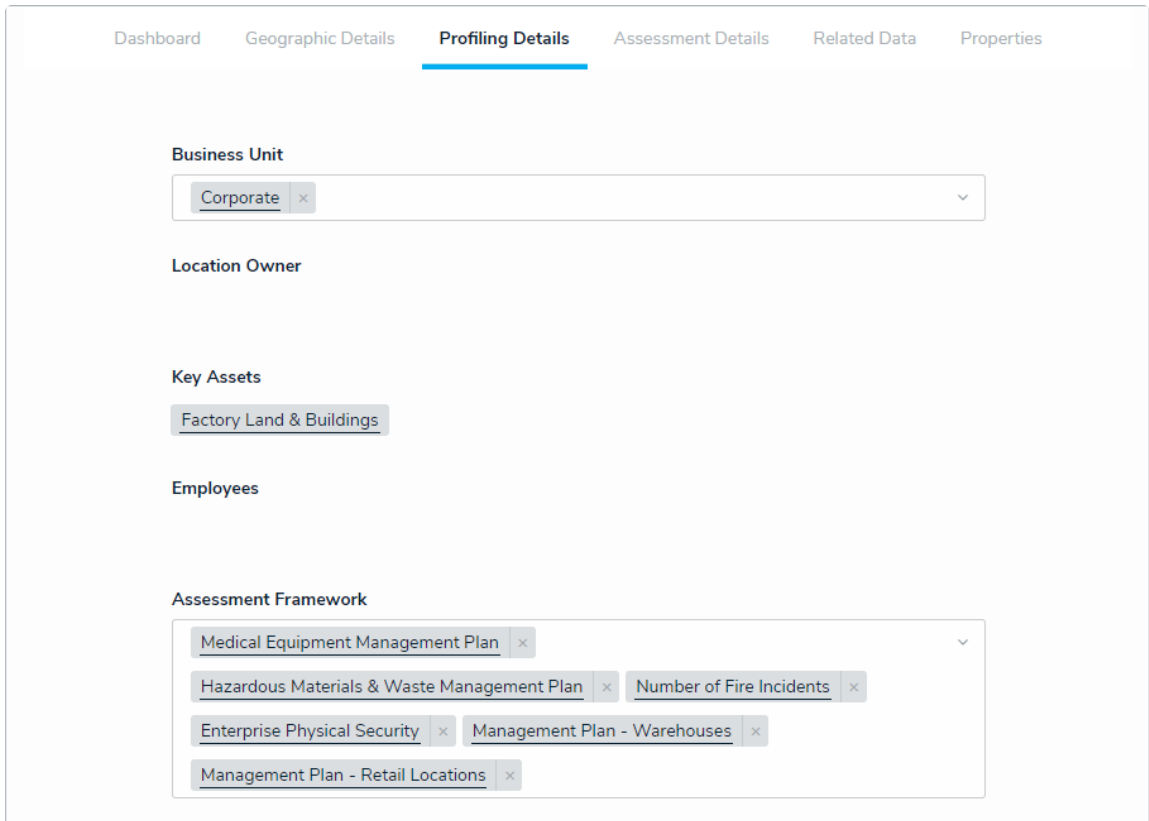 Dashboard Geographic Details Profiling Details Assessment Details Related Data Properties
Business Unit
Corporate ×
Location Owner
Key Assets
Factory Land & Buildings
Employees
Assessment Framework
Medical Equipment Management Plan ×
Hazardous Materials & Waste Management Plan × Number of Fire Incidents ×
Enterprise Physical Security × Management Plan - Warehouses ×
Management Plan - Retail Locations ×